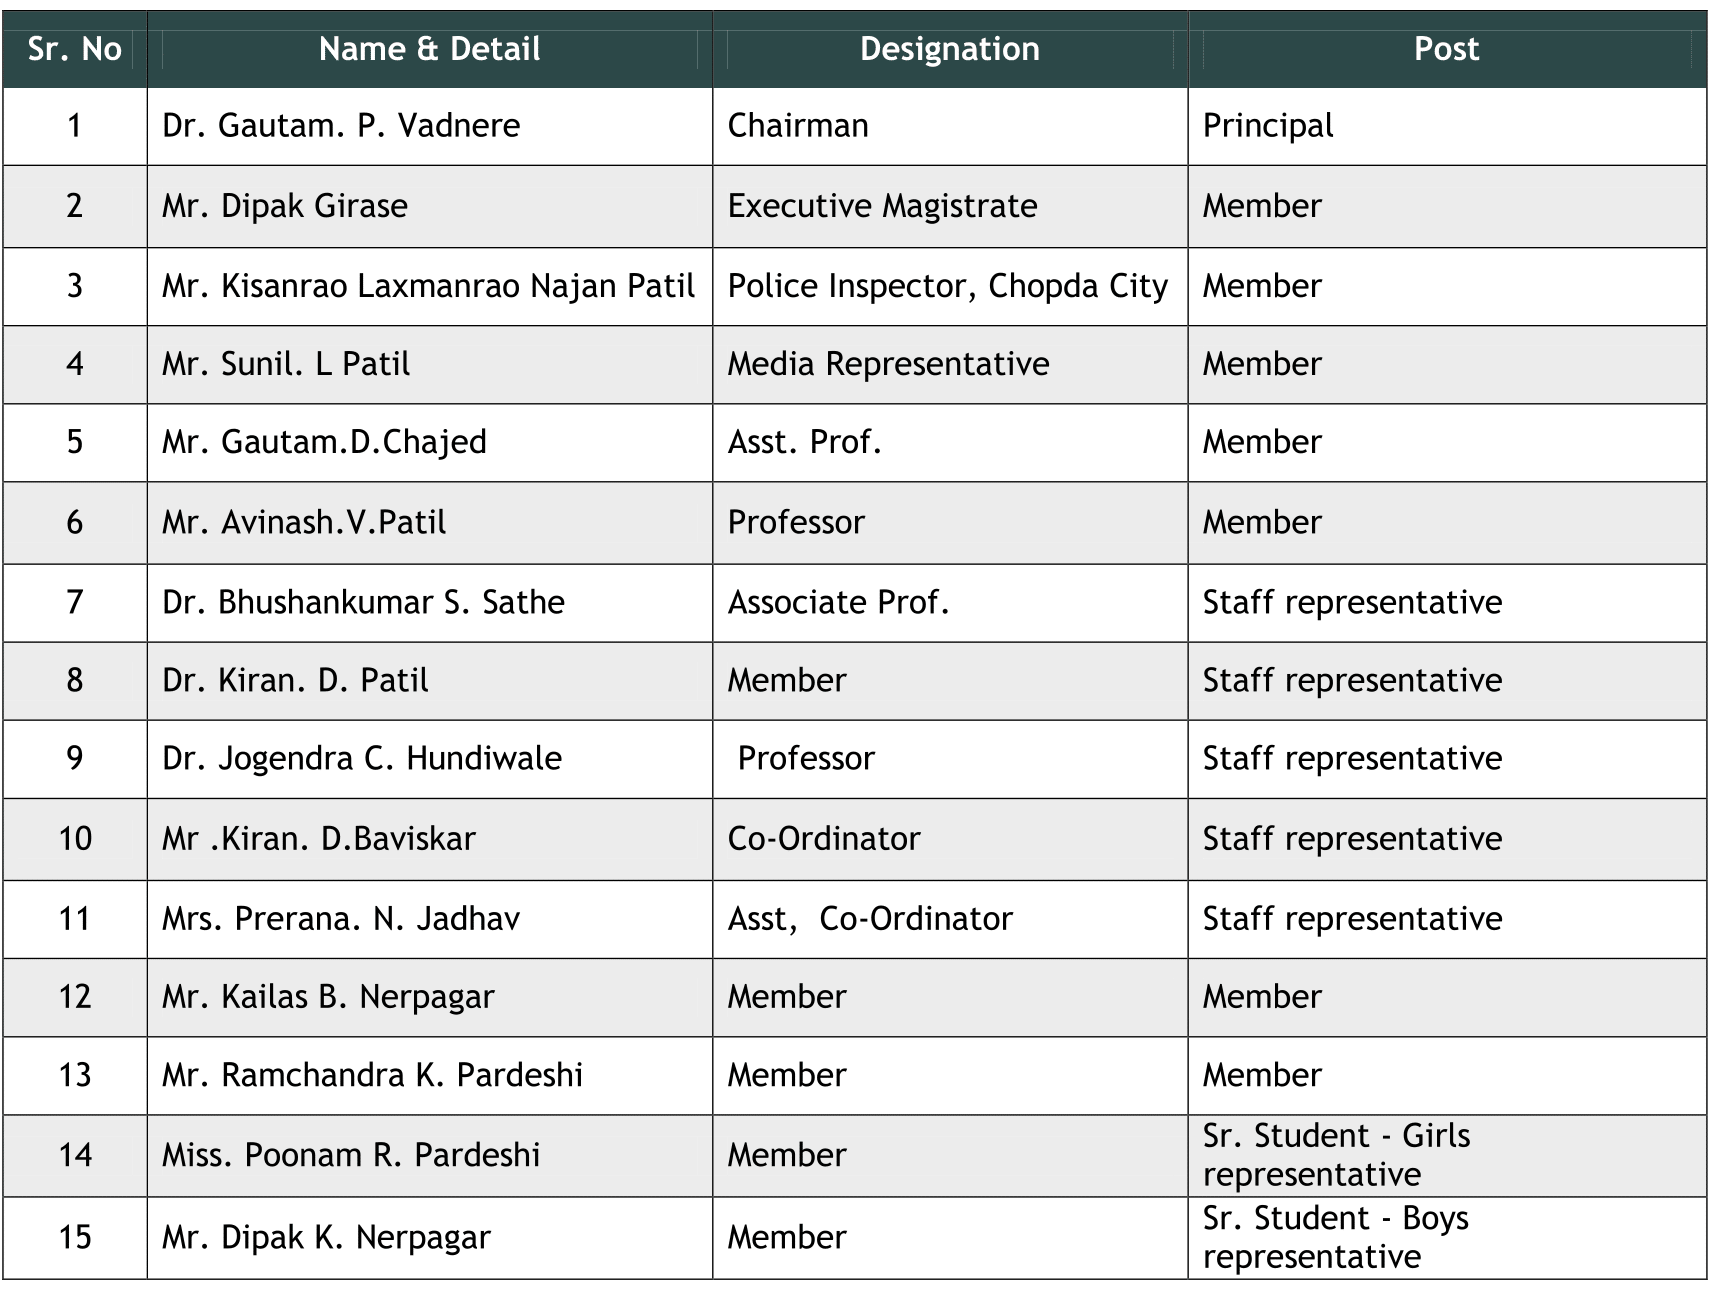 Sr. No Name & Detail Designation Post
1 Dr. Gautam. P. Vadnere Chairman Principal
2 Mr. Dipak Girase Executive Magistrate Member
3 Mr. Kisanrao Laxmanrao Najan Patil Police Inspector, Chopda City Member
4 Mr. Sunil. L Patil Media Representative Member
5 Mr. Gautam.D.Chajed Asst. Prof. Member
6 Mr. Avinash.V.Patil Professor Member
7 Dr. Bhushankumar S. Sathe Associate Prof. Staff representative
8 Dr. Kiran. D. Patil Member Staff representative
9 Dr. Jogendra C. Hundiwale Professor Staff representative
10 Mr .Kiran. D.Baviskar Co-Ordinator Staff representative
11 Mrs. Prerana. N. Jadhav Asst,  Co-Ordinator Staff representative
12 Mr. Kailas B. Nerpagar Member Member
13 Mr. Ramchandra K. Pardeshi Member Member
14 Miss. Poonam R. Pardeshi Member Sr. Student - Girls
representative
15 Mr. Dipak K. Nerpagar Member Sr. Student - Boys
representative